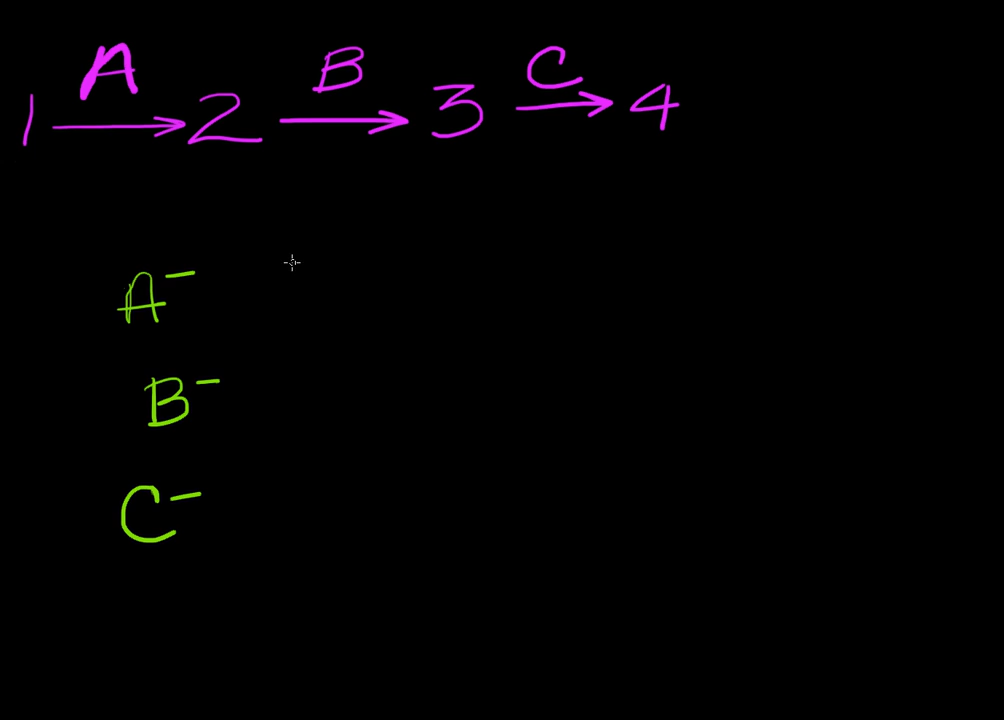 A B C
1 → 2 → 3 → 4
A⁻
B⁻
C⁻